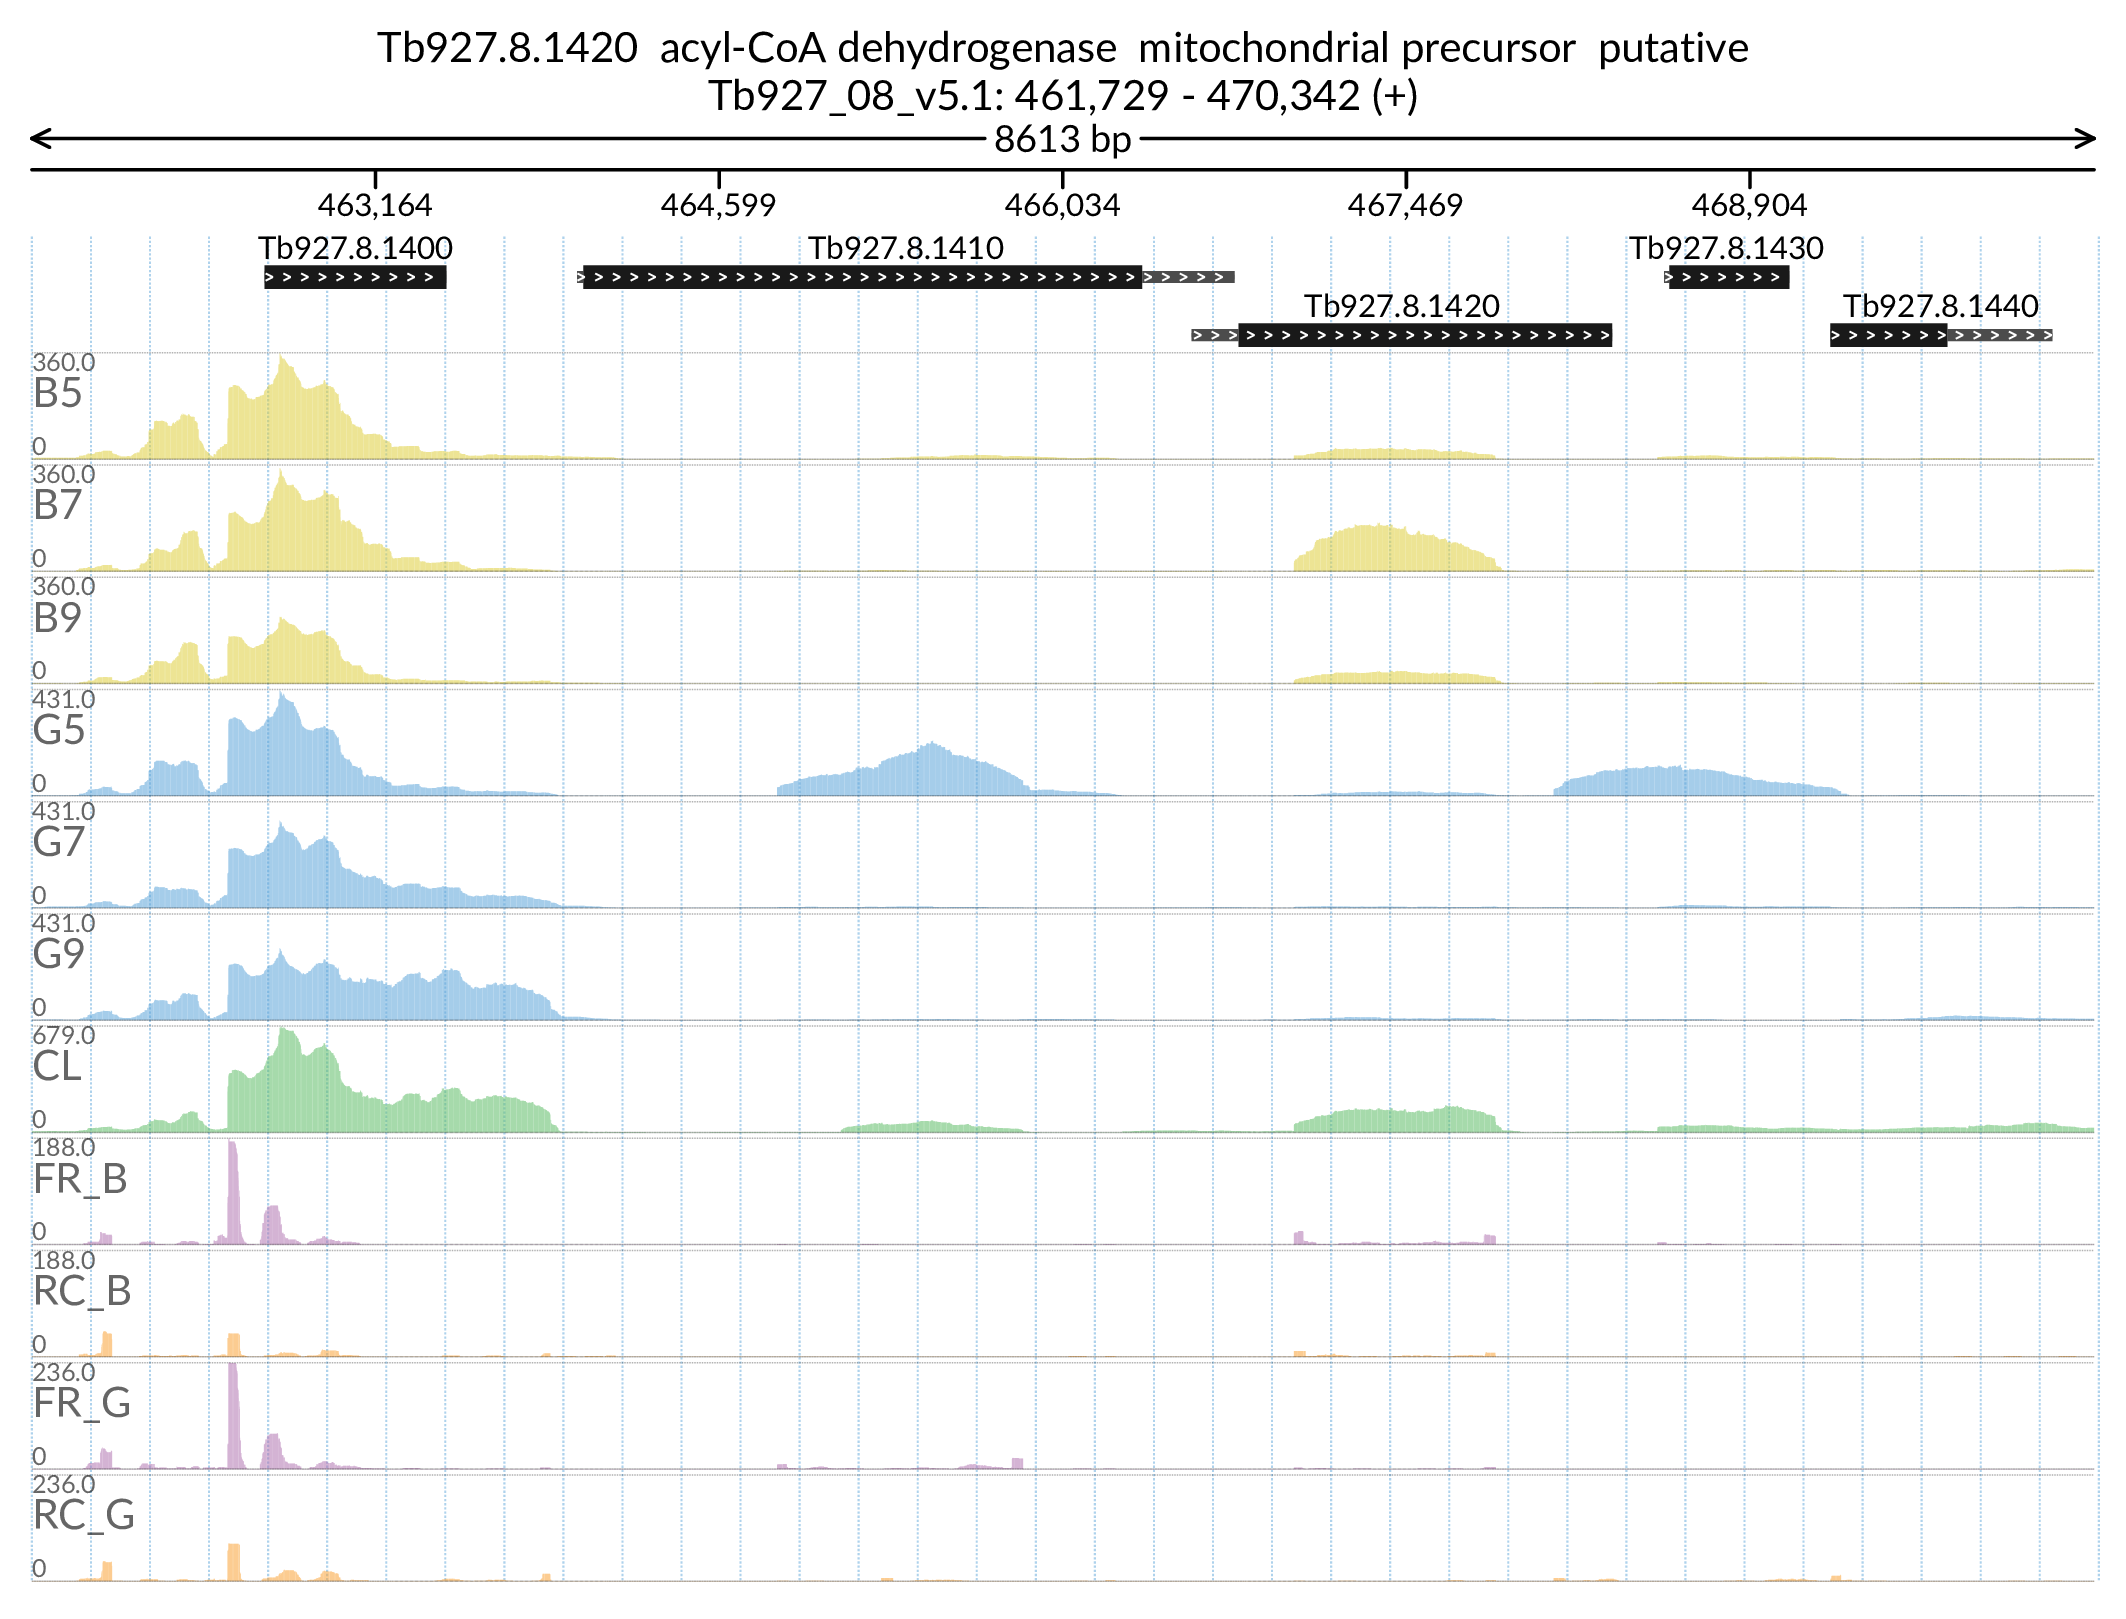 Tb927.8.1420  acyl-CoA dehydrogenase  mitochondrial precursor  putative
Tb927_08_v5.1: 461,729 - 470,342 (+)
8613 bp
463,164 464,599 466,034 467,469 468,904
Tb927.8.1400 Tb927.8.1410 Tb927.8.1430
Tb927.8.1420 Tb927.8.1440
360.0
B5
0
360.0
B7
0
360.0
B9
0
431.0
G5
0
431.0
G7
0
431.0
G9
0
679.0
CL
0
188.0
FR_B
0
188.0
RC_B
0
236.0
FR_G
0
236.0
RC_G
0